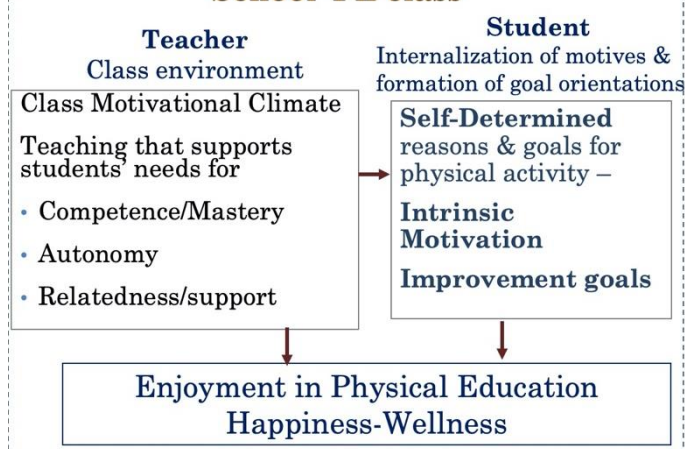 Teacher
Class environment
Class Motivational Climate
Teaching that supports
students' needs for
• Competence/Mastery
• Autonomy
• Relatedness/support
Student
Internalization of motives &
formation of goal orientations
Self-Determined
reasons & goals for
physical activity –
Intrinsic
Motivation
Improvement goals
Enjoyment in Physical Education
Happiness-Wellness